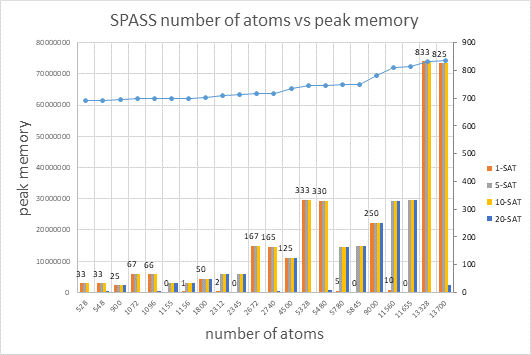 SPASS number of atoms vs peak memory
80000000
70000000
60000000
50000000
40000000
30000000
20000000
10000000
0
peak memory
900
800
700
600
500
400
300
200
100
0
33 33 25 67 66 0 1 50 2 0 167 165 125 333 330 5 0 250 10 0 833 825
528 548 900 1072 1096 1155 1156 1800 2312 2345 2672 2740 4500 5328 5480 5780 5845 9000 11560 11655 13328 13700
number of atoms
1-SAT
5-SAT
10-SAT
20-SAT